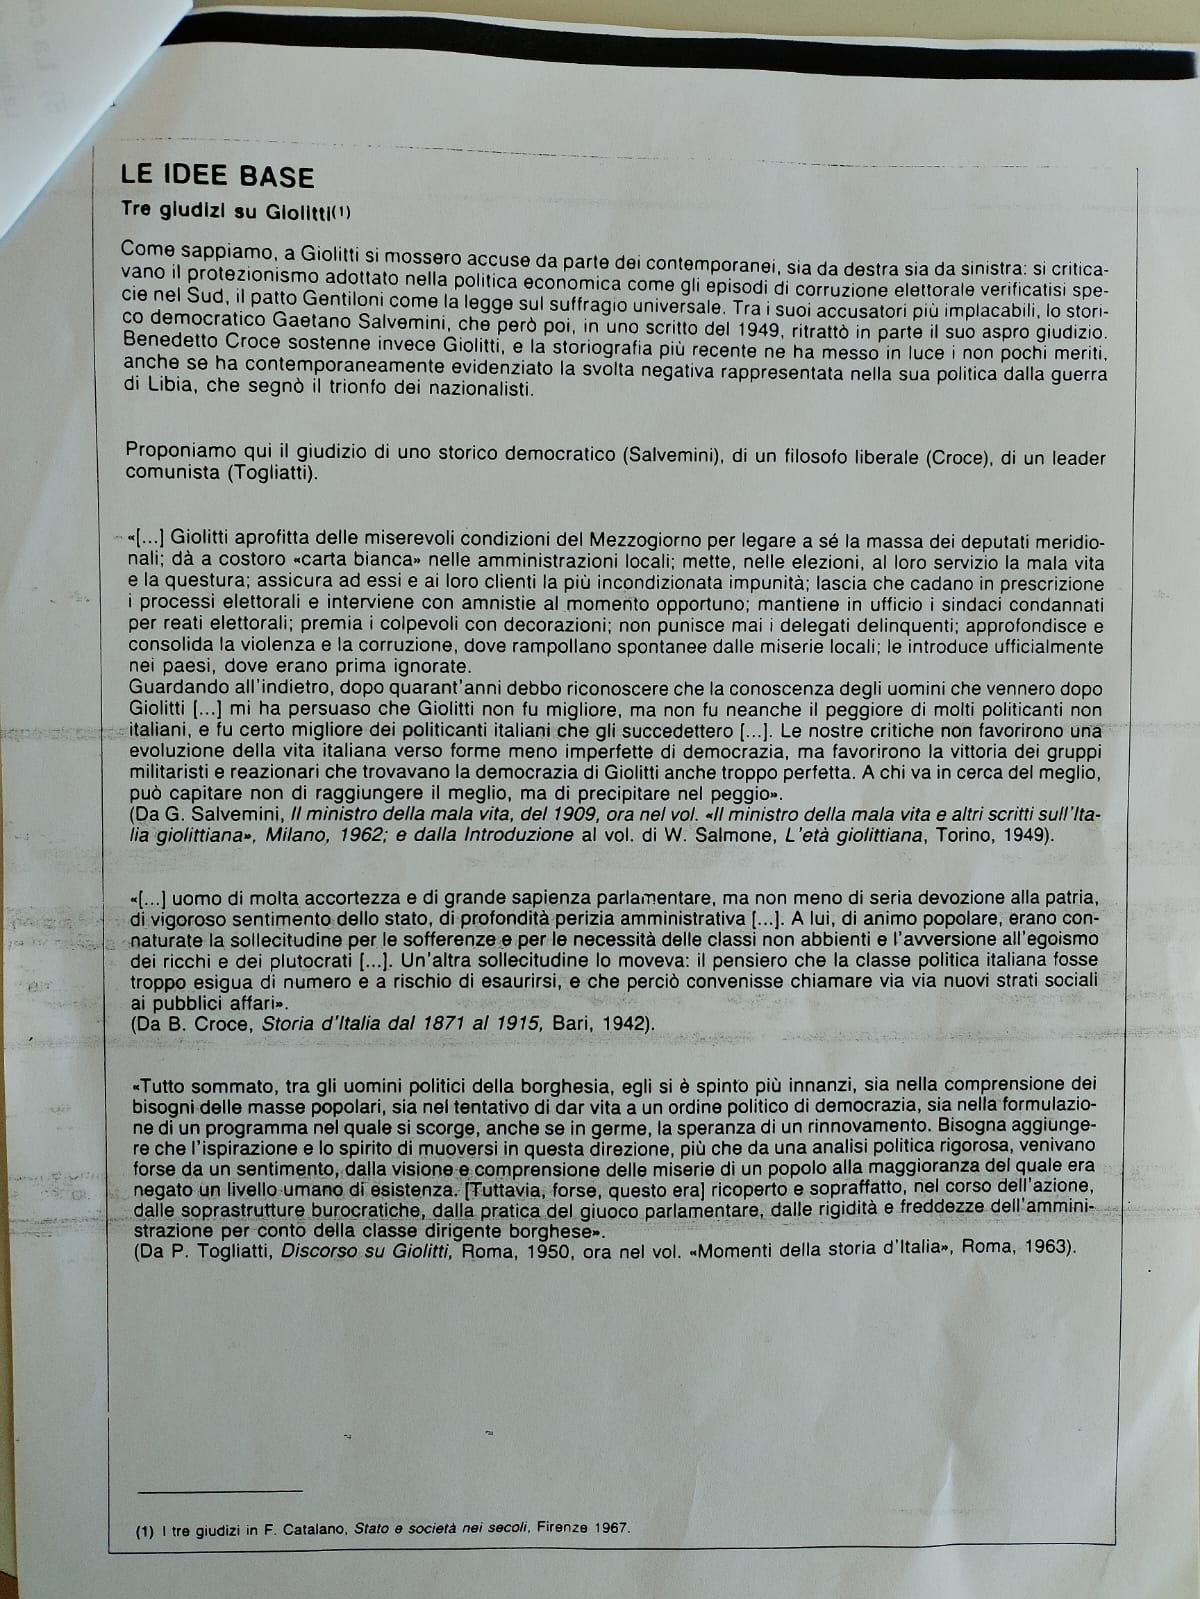 LE IDEE BASE
Tre giudizi su Giolitti(1)
Come sappiamo, a Giolitti si mossero accuse da parte dei contemporanei, sia da destra sia da sinistra: si critica-
vano il protezionismo adottato nella politica economica come gli episodi di corruzione elettorale verificatisi spe-
cie nel Sud, il patto Gentiloni come la legge sul suffragio universale. Tra i suoi accusatori più implacabili, lo stori-
co democratico Gaetano Salvemini, che però poi, in uno scritto del 1949, ritrattò in parte il suo aspro giudizio.
Benedetto Croce sostenne invece Giolitti, e la storiografia più recente ne ha messo in luce i non pochi meriti,
anche se ha contemporaneamente evidenziato la svolta negativa rappresentata nella sua politica dalla guerra
di Libia, che segnò il trionfo dei nazionalisti.
Proponiamo qui il giudizio di uno storico democratico (Salvemini), di un filosofo liberale (Croce), di un leader
comunista (Togliatti).
«[...] Giolitti aprofitta delle miserevoli condizioni del Mezzogiorno per legare a sé la massa dei deputati meridio-
nali; dà a costoro «carta bianca» nelle amministrazioni locali; mette, nelle elezioni, al loro servizio la mala vita
e la questura; assicura ad essi e ai loro clienti la più incondizionata impunità; lascia che cadano in prescrizione
i processi elettorali e interviene con amnistie al momento opportuno; mantiene in ufficio i sindaci condannati
per reati elettorali; premia i colpevoli con decorazioni; non punisce mai i delegati delinquenti; approfondisce e
consolida la violenza e la corruzione, dove rampollano spontanee dalle miserie locali; le introduce ufficialmente
nei paesi, dove erano prima ignorate.
Guardando all'indietro, dopo quarant'anni debbo riconoscere che la conoscenza degli uomini che vennero dopo
Giolitti [...] mi ha persuaso che Giolitti non fu migliore, ma non fu neanche il peggiore di molti politicanti non
italiani, e fu certo migliore dei politicanti italiani che gli succedettero [...]. Le nostre critiche non favorirono una
evoluzione della vita italiana verso forme meno imperfette di democrazia, ma favorirono la vittoria dei gruppi
militaristi e reazionari che trovavano la democrazia di Giolitti anche troppo perfetta. A chi va in cerca del meglio,
può capitare non di raggiungere il meglio, ma di precipitare nel peggio».
(Da G. Salvemini, Il ministro della mala vita, del 1909, ora nel vol. «Il ministro della mala vita e altri scritti sull'Ita-
lia giolittiana», Milano, 1962; e dalla Introduzione al vol. di W. Salmone, L'età giolittiana, Torino, 1949).
«[...] uomo di molta accortezza e di grande sapienza parlamentare, ma non meno di seria devozione alla patria,
di vigoroso sentimento dello stato, di profondità perizia amministrativa [...]. A lui, di animo popolare, erano con-
naturate la sollecitudine per le sofferenze e per le necessità delle classi non abbienti e l'avversione all'egoismo
dei ricchi e dei plutocrati [...]. Un'altra sollecitudine lo moveva: il pensiero che la classe politica italiana fosse
troppo esigua di numero e a rischio di esaurirsi, e che perciò convenisse chiamare via via nuovi strati sociali
ai pubblici affari».
(Da B. Croce, Storia d'Italia dal 1871 al 1915, Bari, 1942).
«Tutto sommato, tra gli uomini politici della borghesia, egli si è spinto più innanzi, sia nella comprensione dei
bisogni delle masse popolari, sia nel tentativo di dar vita a un ordine politico di democrazia, sia nella formulazio-
ne di un programma nel quale si scorge, anche se in germe, la speranza di un rinnovamento. Bisogna aggiunge-
re che l'ispirazione e lo spirito di muoversi in questa direzione, più che da una analisi politica rigorosa, venivano
forse da un sentimento, dalla visione e comprensione delle miserie di un popolo alla maggioranza del quale era
negato un livello umano di esistenza. [Tuttavia, forse, questo era] ricoperto e sopraffatto, nel corso dell'azione,
dalle soprastrutture burocratiche, dalla pratica del giuoco parlamentare, dalle rigidità e freddezze dell'ammini-
strazione per conto della classe dirigente borghese».
(Da P. Togliatti, Discorso su Giolitti, Roma, 1950, ora nel vol. «Momenti della storia d'Italia», Roma, 1963).
(1) I tre giudizi in F. Catalano, Stato e società nei secoli, Firenze 1967.